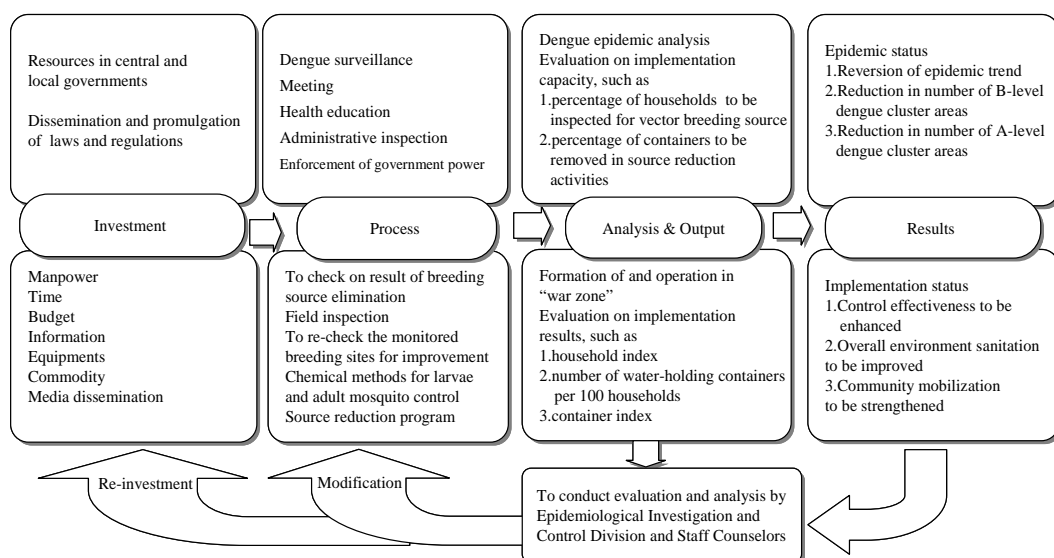 Resources in central and
local governments
Dissemination and promulgation
of laws and regulations
Investment
Manpower
Time
Budget
Information
Equipments
Commodity
Media dissemination
Dengue surveillance
Meeting
Health education
Administrative inspection
Enforcement of government power
Process
To check on result of breeding
source elimination
Field inspection
To re-check the monitored
breeding sites for improvement
Chemical methods for larvae
and adult mosquito control
Source reduction program
Dengue epidemic analysis
Evaluation on implementation
capacity, such as
1.percentage of households to be
inspected for vector breeding source
2.percentage of containers to be
removed in source reduction
activities
Analysis & Output
Formation of and operation in
“war zone”
Evaluation on implementation
results, such as
1.household index
2.number of water-holding containers
per 100 households
3.container index
Epidemic status
1.Reversion of epidemic trend
2.Reduction in number of B-level
dengue cluster areas
3.Reduction in number of A-level
dengue cluster areas
Results
Implementation status
1.Control effectiveness to be
enhanced
2.Overall environment sanitation
to be improved
3.Community mobilization
to be strengthened
Re-investment
Modification
To conduct evaluation and analysis by
Epidemiological Investigation and
Control Division and Staff Counselors